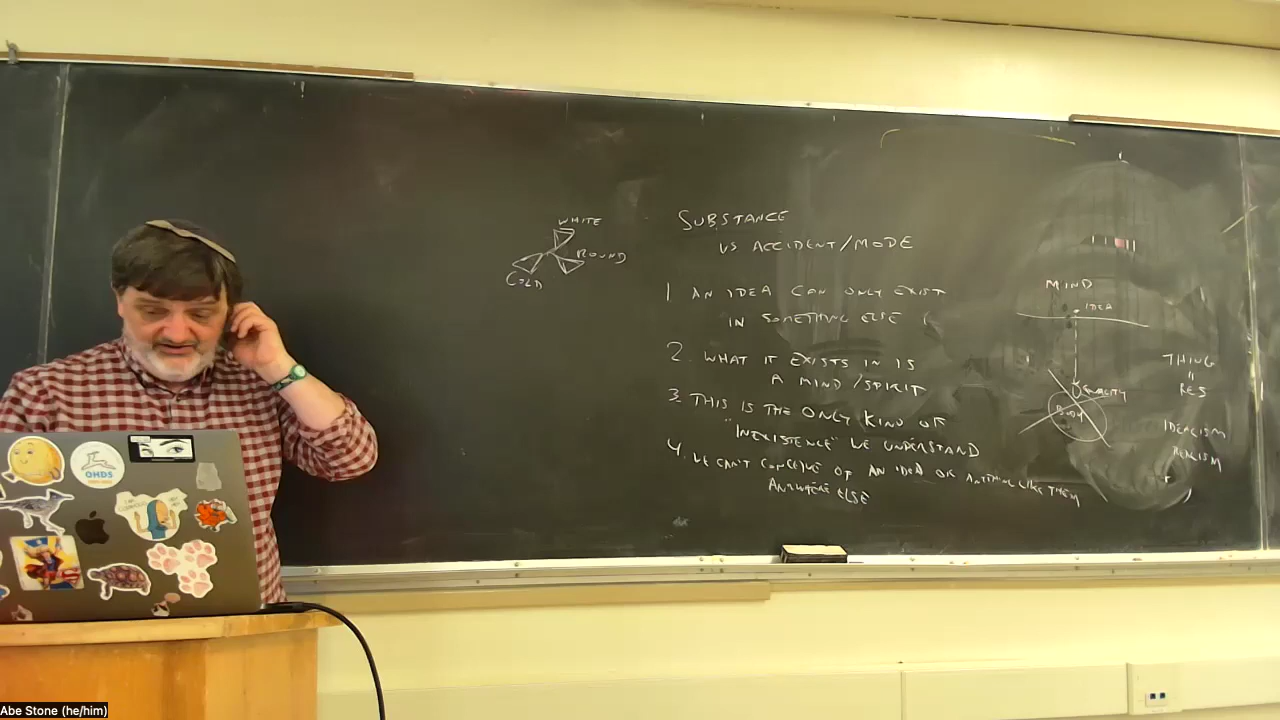 WHITE
ROUND
COLD
SUBSTANCE
VS ACCIDENT/MODE
1 AN IDEA CAN ONLY EXIST
IN SOMETHING ELSE
2. WHAT IT EXISTS IN IS
A MIND/SPIRIT
3. THIS IS THE ONLY KIND OF
"INEXISTENCE" WE UNDERSTAND
4. WE CAN'T CONCEIVE OF AN IDEA OR ANYTHING LIKE THEM
ANYWHERE ELSE
MIND
IDEA
BODY
THING
"
RES
IDEALISM
REALISM
OHDS
Abe Stone (he/him)